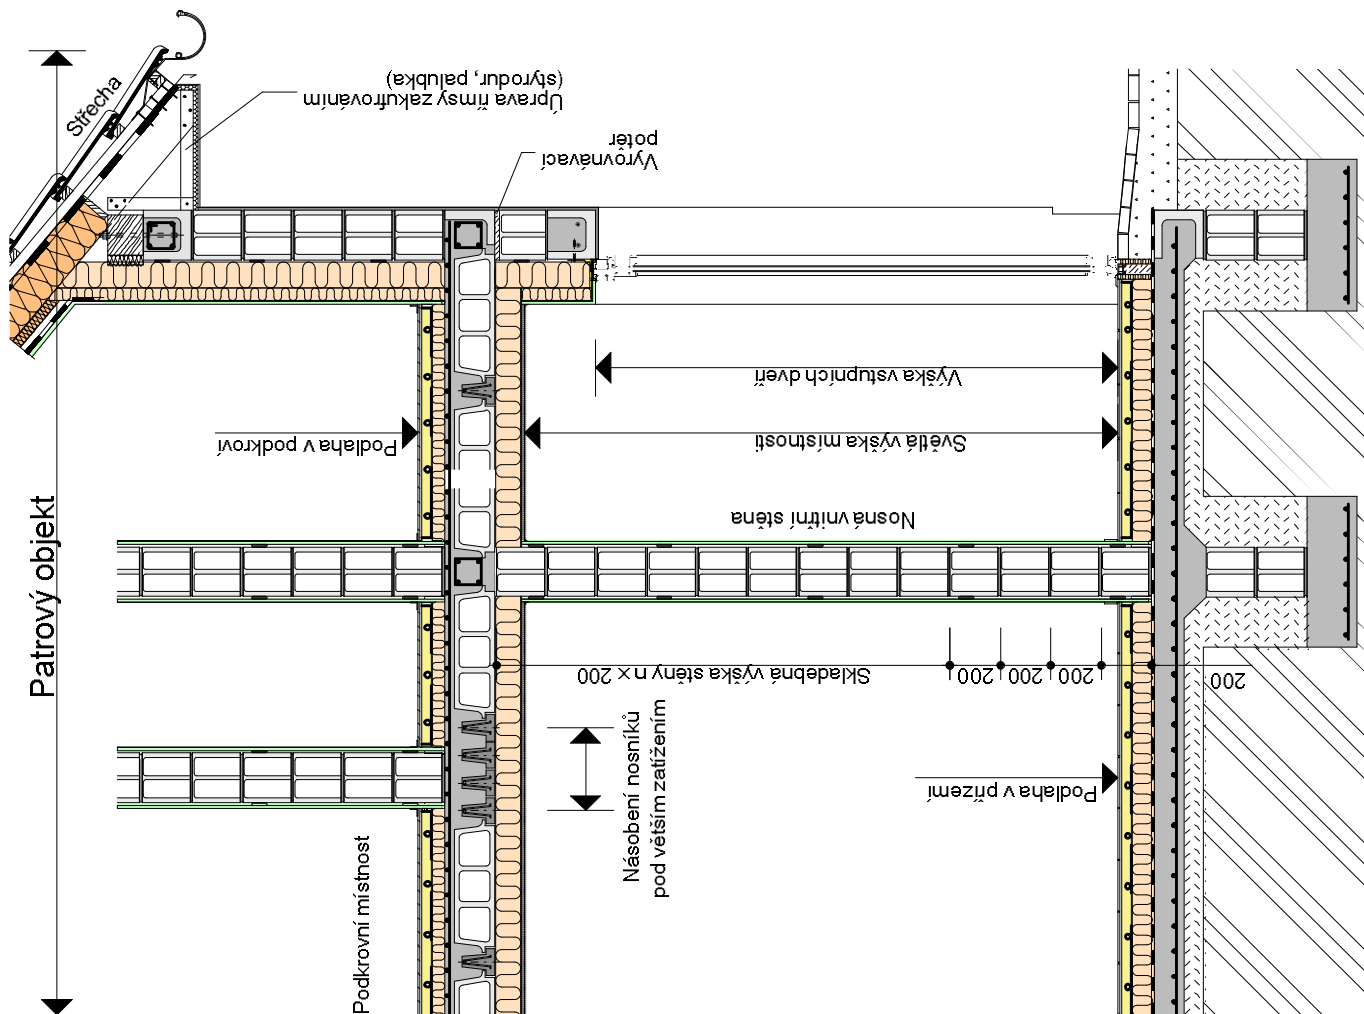 Střecha
Úprava římsy zakufrováním
(styrodur, palubka)
Vyrovnávací
potěr
Výška vstupních dveří
Podlaha v podkroví
Světlá výška místnosti
Nosná vnitřní stěna
Patrový objekt
Skladebná výška stěny n × 200
200
200
200
200
Násobení nosníků
pod větším zatížením
Podlaha v přízemí
Podkrovní místnost